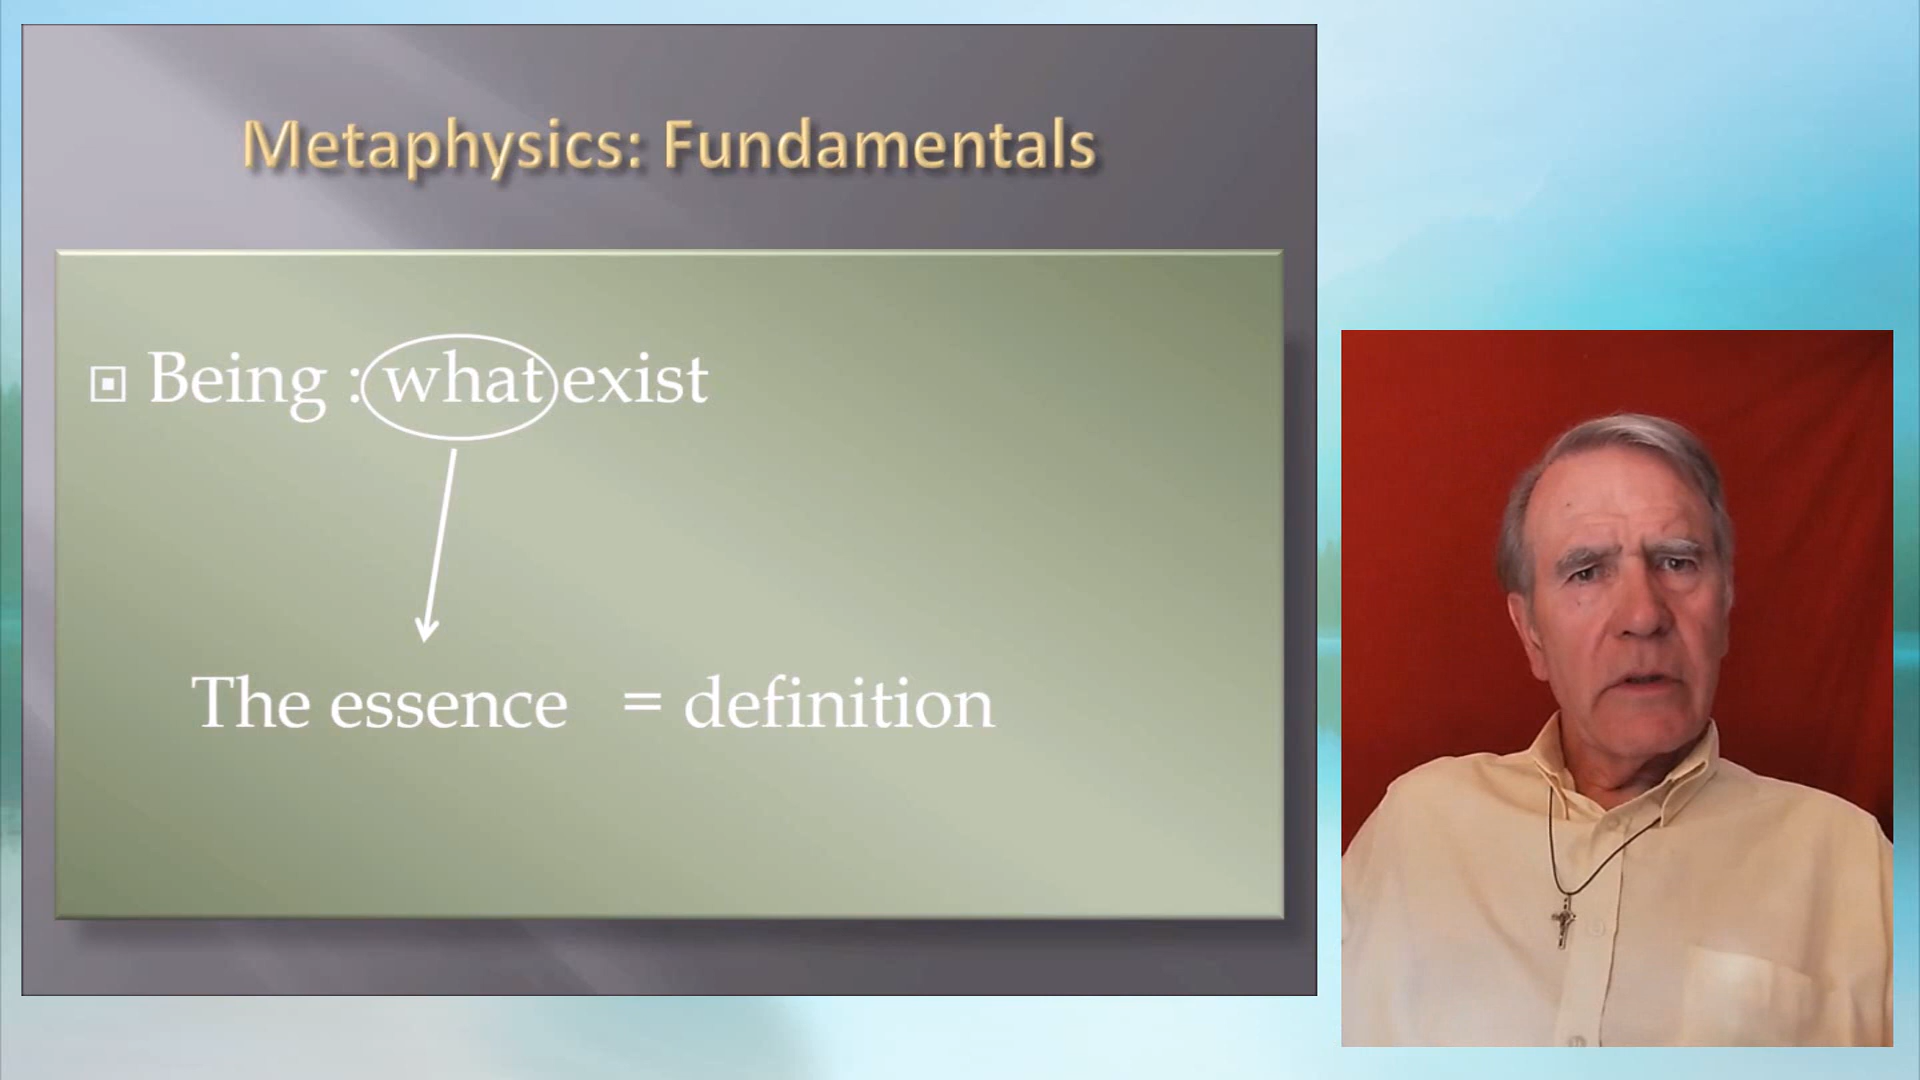 Metaphysics: Fundamentals
Being : what exist
The essence = definition